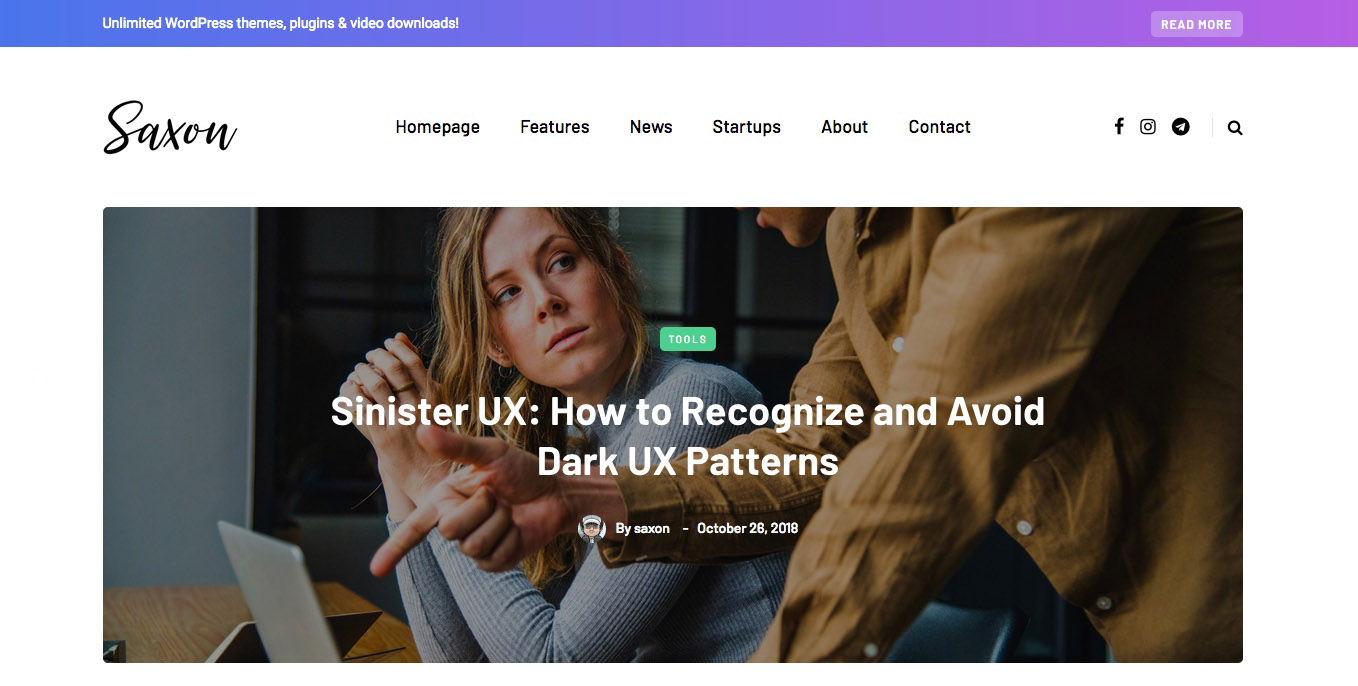 Unlimited WordPress themes, plugins & video downloads!
READ MORE
Saxon
Homepage
Features
News
Startups
About
Contact
TOOLS
Sinister UX: How to Recognize and Avoid
Dark UX Patterns
By saxon – October 26, 2018